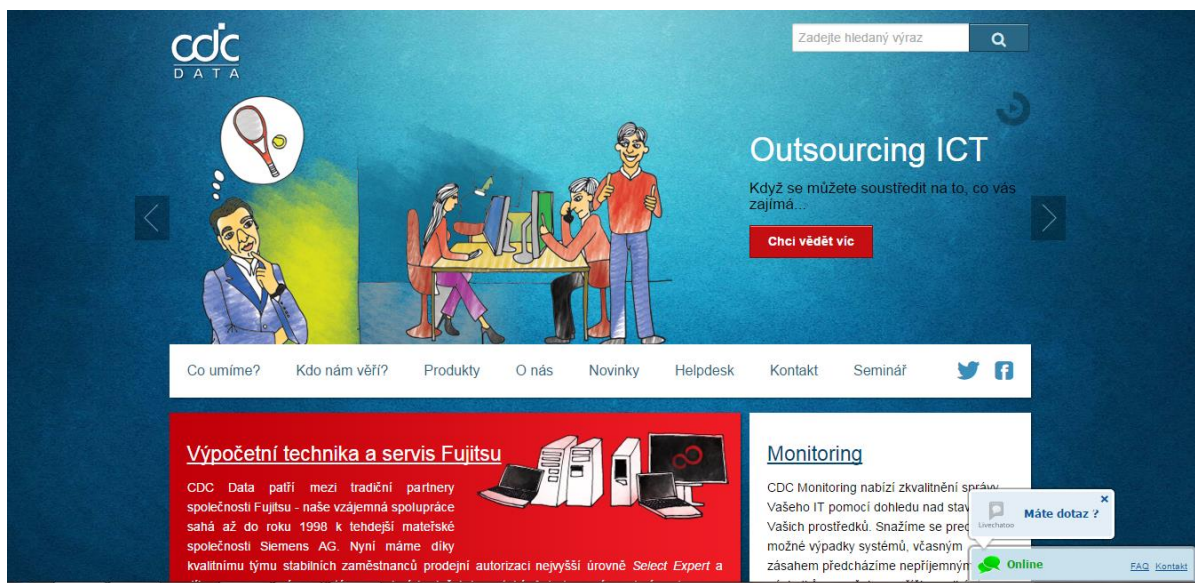 cdc
DATA
Zadejte hledaný výraz
Outsourcing ICT
Když se můžete soustředit na to, co vás
zajímá...
Chci vědět víc
Co umíme? Kdo nám věří? Produkty O nás Novinky Helpdesk Kontakt Seminář
Výpočetní technika a servis Fujitsu
CDC Data patří mezi tradiční partnery
společnosti Fujitsu - naše vzájemná spolupráce
sahá až do roku 1998 k tehdejší mateřské
společnosti Siemens AG. Nyní máme díky
kvalitnímu týmu stabilních zaměstnanců prodejní autorizaci nejvyšší úrovně Select Expert a
Monitoring
CDC Monitoring nabízí zkvalitnění správy
Vašeho IT pomocí dohledu nad
Vašich prostředků. Snažíme se
možné výpadky systémů, včasným
zásahem předcházíme
Livechatoo
Máte dotaz ?
Online
FAQ Kontakt